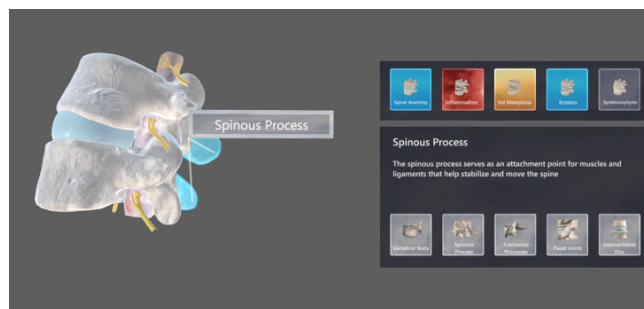 Spinous Process
Spinal Anatomy
Inflammation
Fat Metaplasia
Erosion
Syndesmophytes
Spinous Process
The spinous process serves as an attachment point for muscles and
ligaments that help stabilize and move the spine
Vertebral Body
Spinous
Process
Transverse
Processes
Facet Joints
Intervertebral
Disc